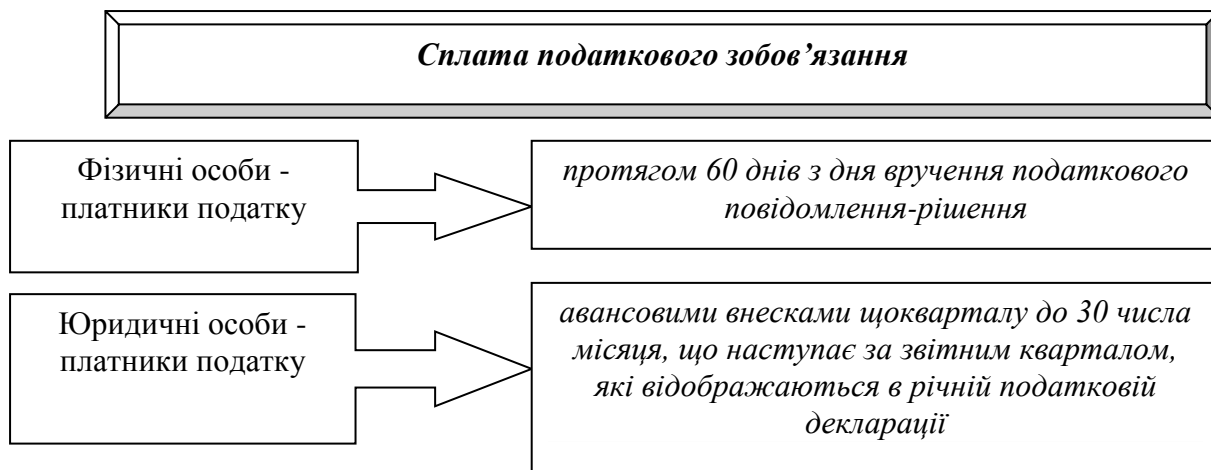 Сплата податкового зобов’язання
Фізичні особи -
платники податку
протягом 60 днів з дня вручення податкового
повідомлення-рішення
Юридичні особи -
платники податку
авансовими внесками щокварталу до 30 числа
місяця, що наступає за звітним кварталом,
які відображаються в річній податковій
декларації